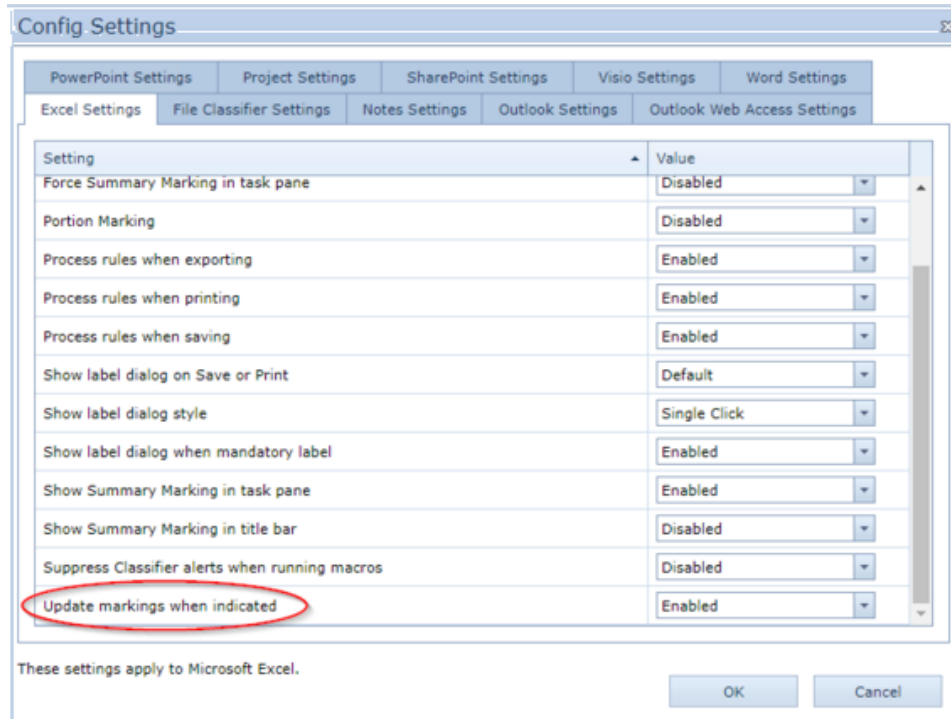 Config Settings
PowerPoint Settings Project Settings SharePoint Settings Visio Settings Word Settings
Excel Settings File Classifier Settings Notes Settings Outlook Settings Outlook Web Access Settings
Setting Value
Force Summary Marking in task pane Disabled
Portion Marking Disabled
Process rules when exporting Enabled
Process rules when printing Enabled
Process rules when saving Enabled
Show label dialog on Save or Print Default
Show label dialog style Single Click
Show label dialog when mandatory label Enabled
Show Summary Marking in task pane Enabled
Show Summary Marking in title bar Disabled
Suppress Classifier alerts when running macros Disabled
Update markings when indicated Enabled
These settings apply to Microsoft Excel.
OK Cancel